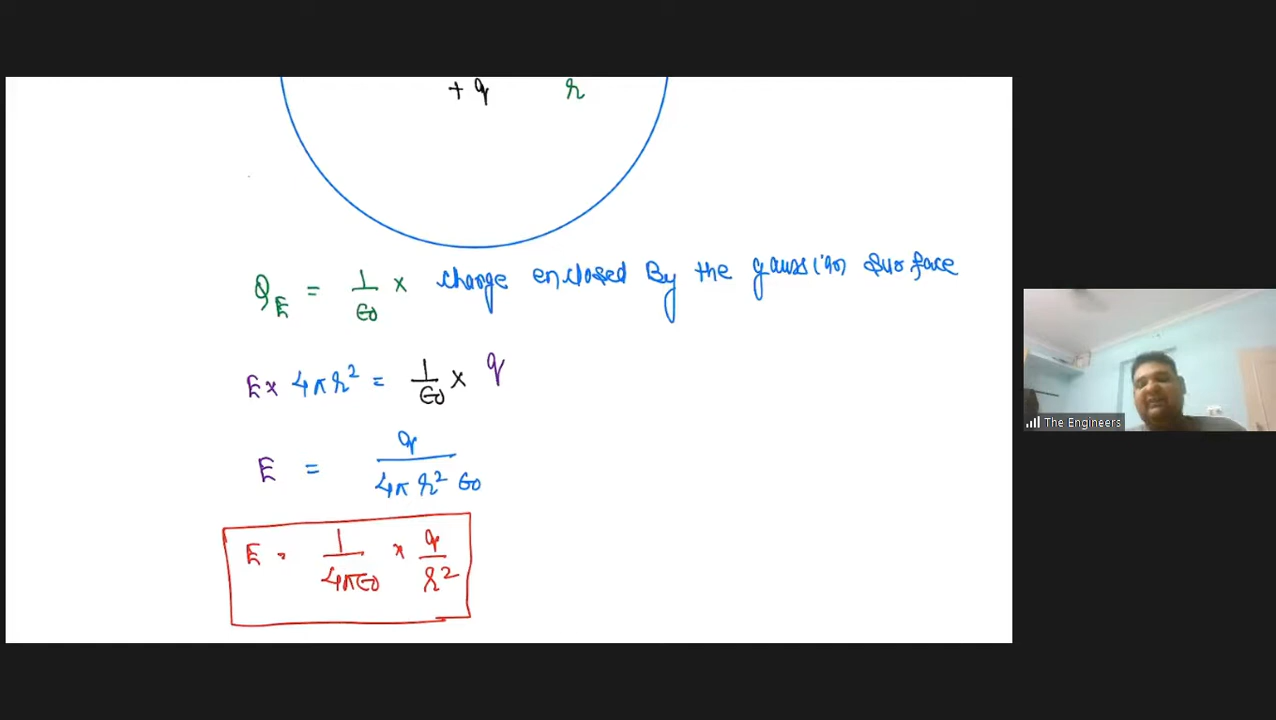 + q r
φE = 1/ϵ0 × charge enclosed By the gaussian surface
E × 4πr² = 1/ϵ0 × q
E = q / 4πr² ϵ0
E = 1/4πϵ0 × q/r²
The Engineers